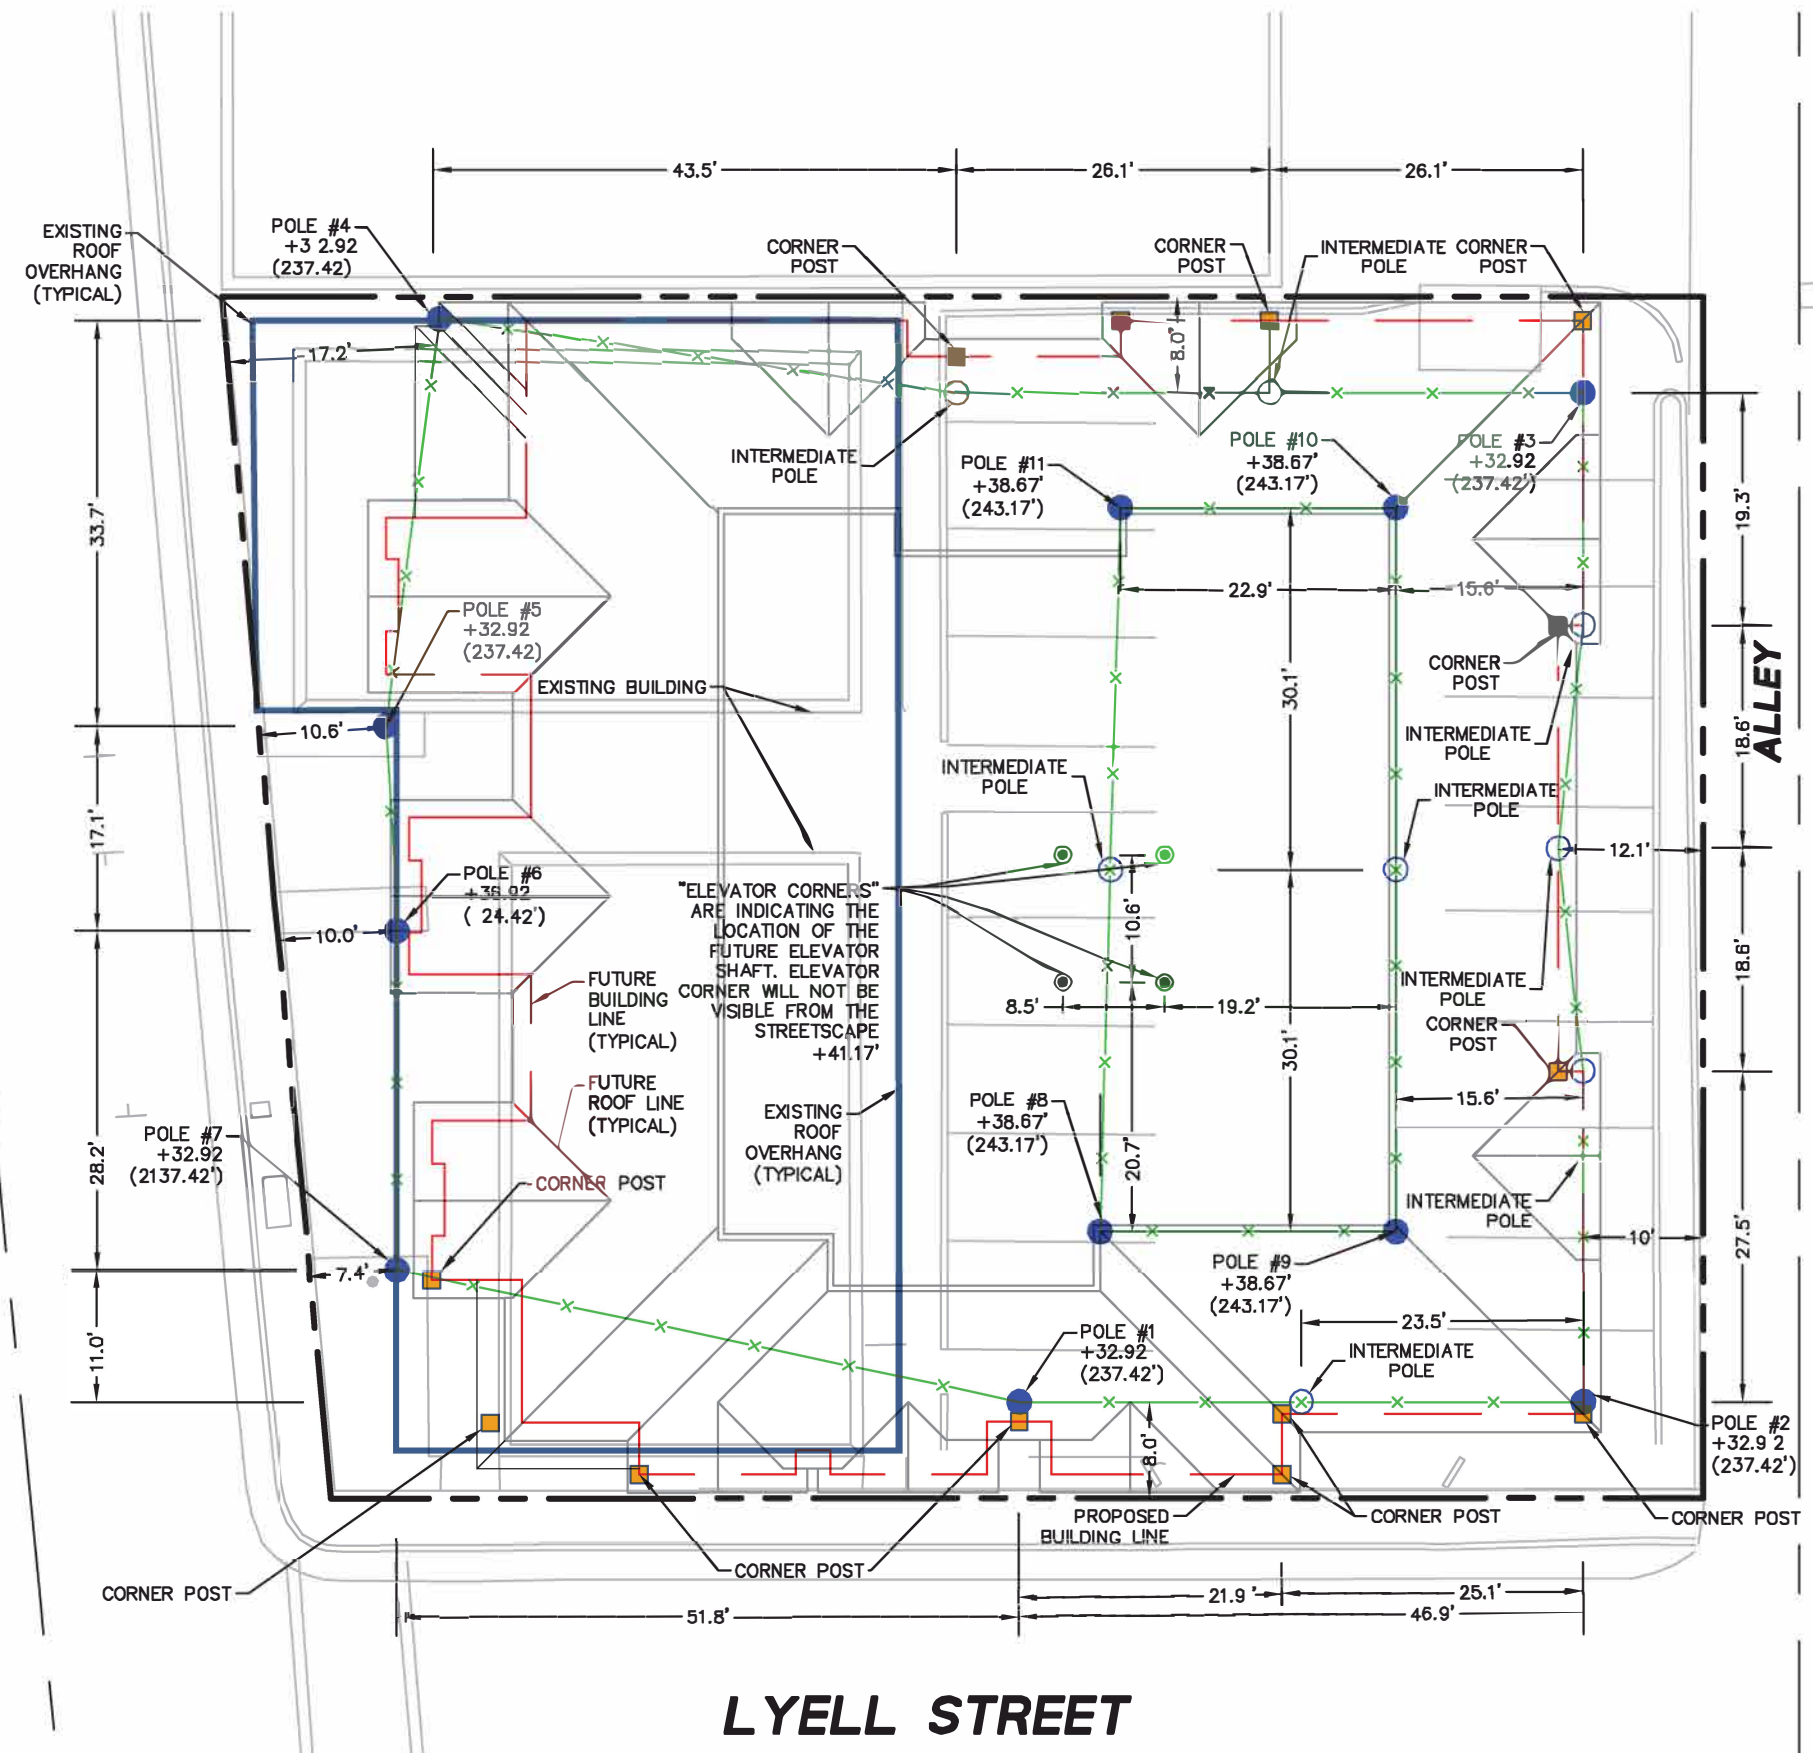 43.5'
26.1'
26.1'
EXISTING
ROOF
OVERHANG
(TYPICAL)
POLE #4
+3 2.92
(237.42)
CORNER
POST
CORNER
POST
INTERMEDIATE
POLE
CORNER
POST
17.2'
8.0'
INTERMEDIATE
POLE
POLE #11
+38.67'
(243.17')
POLE #10
+38.67'
(243.17')
POLE #3
+32.92
(237.42')
33.7'
19.3'
22.9'
15.6'
POLE #5
+32.92
(237.42)
CORNER
POST
EXISTING BUILDING
30.1'
10.6'
INTERMEDIATE
POLE
18.6'
ALLEY
INTERMEDIATE
POLE
INTERMEDIATE
POLE
17.1'
12.1'
POLE #6
+36.92
( 24.42')
10.0'
"ELEVATOR CORNERS"
ARE INDICATING THE
LOCATION OF THE
FUTURE ELEVATOR
SHAFT. ELEVATOR
CORNER WILL NOT BE
VISIBLE FROM THE
STREETSCAPE
+41.17'
10.6'
18.6'
FUTURE
BUILDING
LINE
(TYPICAL)
INTERMEDIATE
POLE
8.5'
19.2'
CORNER
POST
30.1'
FUTURE
ROOF LINE
(TYPICAL)
EXISTING
ROOF
OVERHANG
(TYPICAL)
POLE #8
+38.67'
(243.17')
15.6'
POLE #7
+32.92
(2137.42')
28.2'
20.7'
CORNER POST
INTERMEDIATE
POLE
10'
27.5'
7.4'
POLE #9
+38.67'
(243.17')
11.0'
23.5'
POLE #1
+32.92
(237.42')
INTERMEDIATE
POLE
8.0'
POLE #2
+32.9 2
(237.42')
PROPOSED
BUILDING LINE
CORNER POST
CORNER POST
CORNER POST
CORNER POST
21.9 '
25.1'
51.8'
46.9'
LYELL STREET